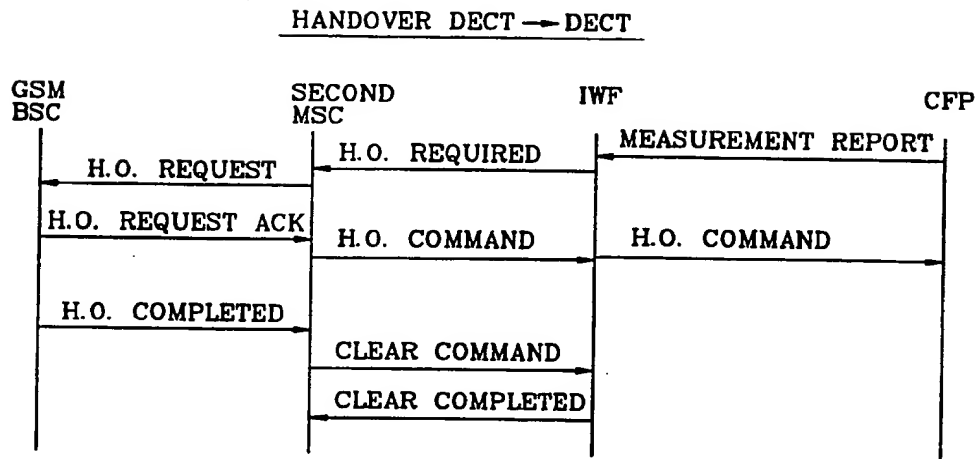 HANDOVER DECT → DECT
GSM BSC
SECOND MSC
IWF
CFP
MEASUREMENT REPORT
H.O. REQUIRED
H.O. REQUEST
H.O. REQUEST ACK
H.O. COMMAND
H.O. COMMAND
H.O. COMPLETED
CLEAR COMMAND
CLEAR COMPLETED